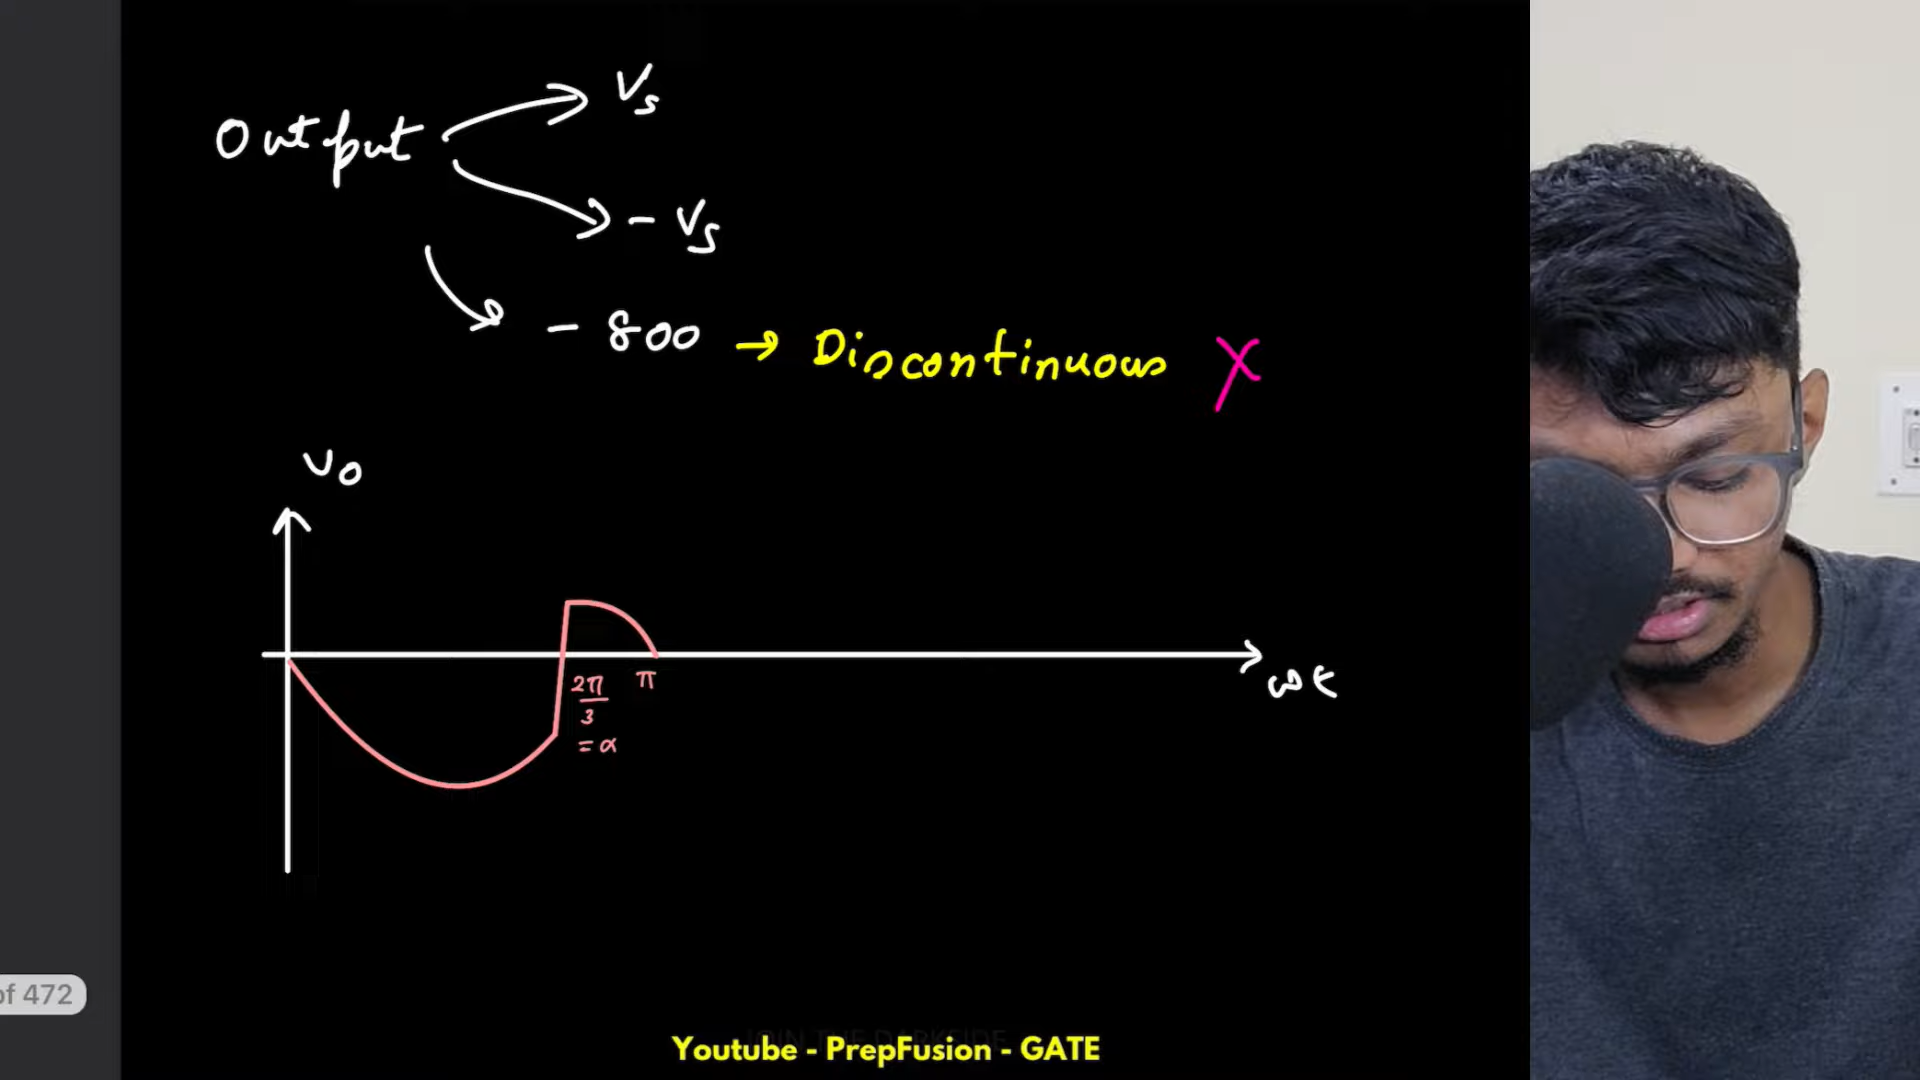 Output → Vs
→ - Vs
→ - 800 → Discontinuous X
vo
2π
3
= α
π
ωt
of 472
Youtube - PrepFusion - GATE